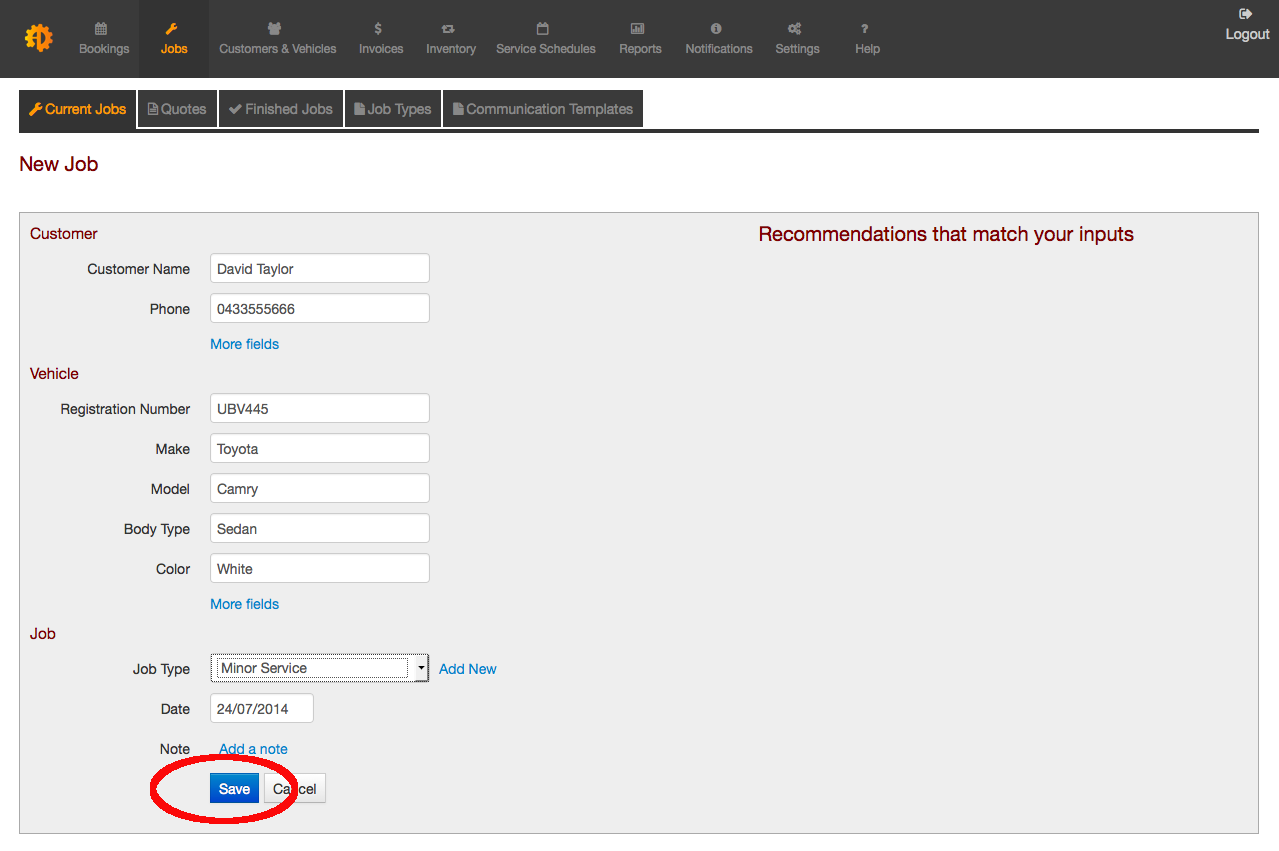 Bookings Jobs Customers & Vehicles Invoices Inventory Service Schedules Reports Notifications Settings Help Logout
Current Jobs Quotes Finished Jobs Job Types Communication Templates
New Job
Customer
Recommendations that match your inputs
Customer Name David Taylor
Phone 0433555666
More fields
Vehicle
Registration Number UBV445
Make Toyota
Model Camry
Body Type Sedan
Color White
More fields
Job
Job Type Minor Service Add New
Date 24/07/2014
Note Add a note
Save Cancel